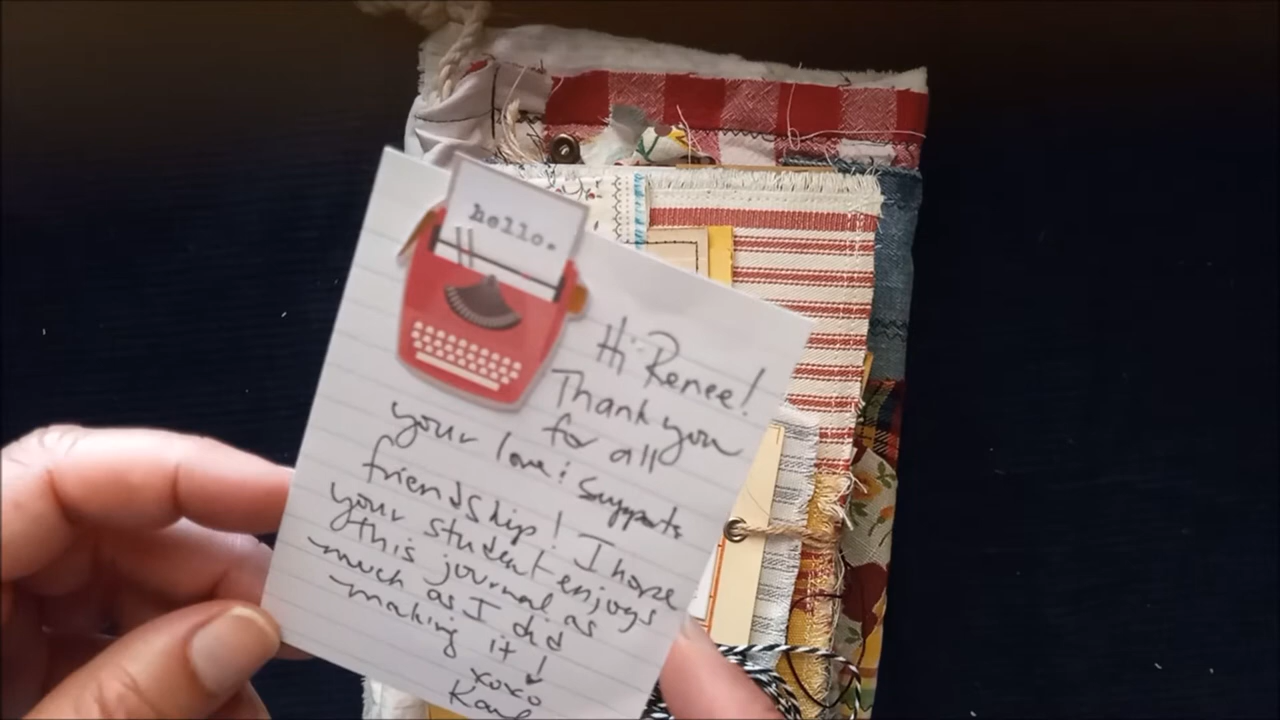 hello.
Hi Renee!
Thank you
for all
your love & support &
friendship! I hope
your student enjoys
this journal as
much as I did
making it!
xoxo